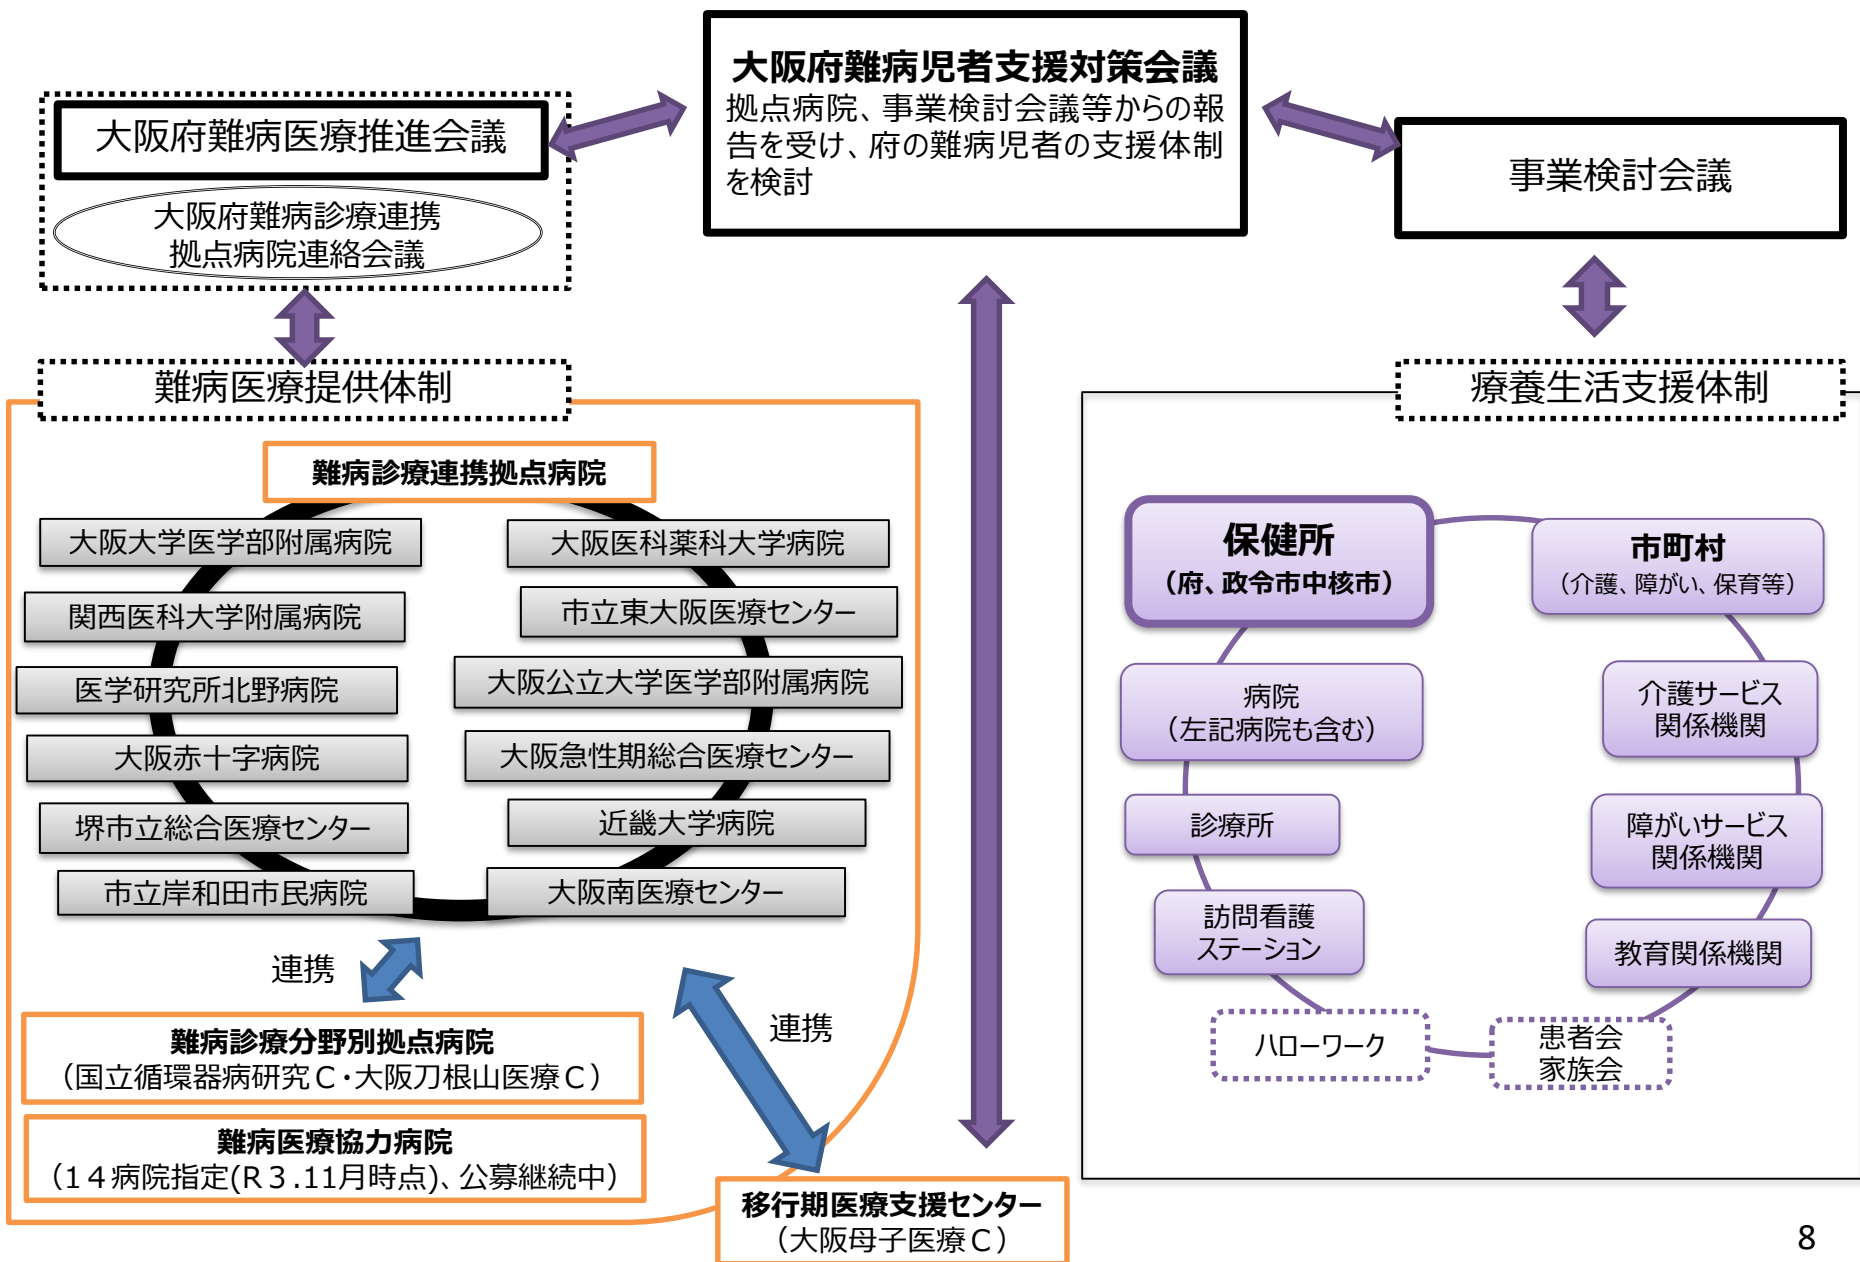 大阪府難病児者支援対策会議
拠点病院、事業検討会議等からの報
告を受け、府の難病児者の支援体制
を検討
大阪府難病医療推進会議
大阪府難病診療連携
拠点病院連絡会議
事業検討会議
難病医療提供体制
難病診療連携拠点病院
大阪大学医学部附属病院
大阪医科薬科大学病院
関西医科大学附属病院
市立東大阪医療センター
医学研究所北野病院
大阪公立大学医学部附属病院
大阪赤十字病院
大阪急性期総合医療センター
堺市立総合医療センター
近畿大学病院
市立岸和田市民病院
大阪南医療センター
連携
連携
難病診療分野別拠点病院
（国立循環器病研究Ｃ・大阪刀根山医療Ｃ）
難病医療協力病院
（１４病院指定(Ｒ３.11月時点)、公募継続中）
移行期医療支援センター
（大阪母子医療Ｃ）
療養生活支援体制
保健所
（府、政令市中核市）
市町村
（介護、障がい、保育等）
病院
（左記病院も含む）
介護サービス
関係機関
診療所
障がいサービス
関係機関
訪問看護
ステーション
教育関係機関
ハローワーク
患者会
家族会
8